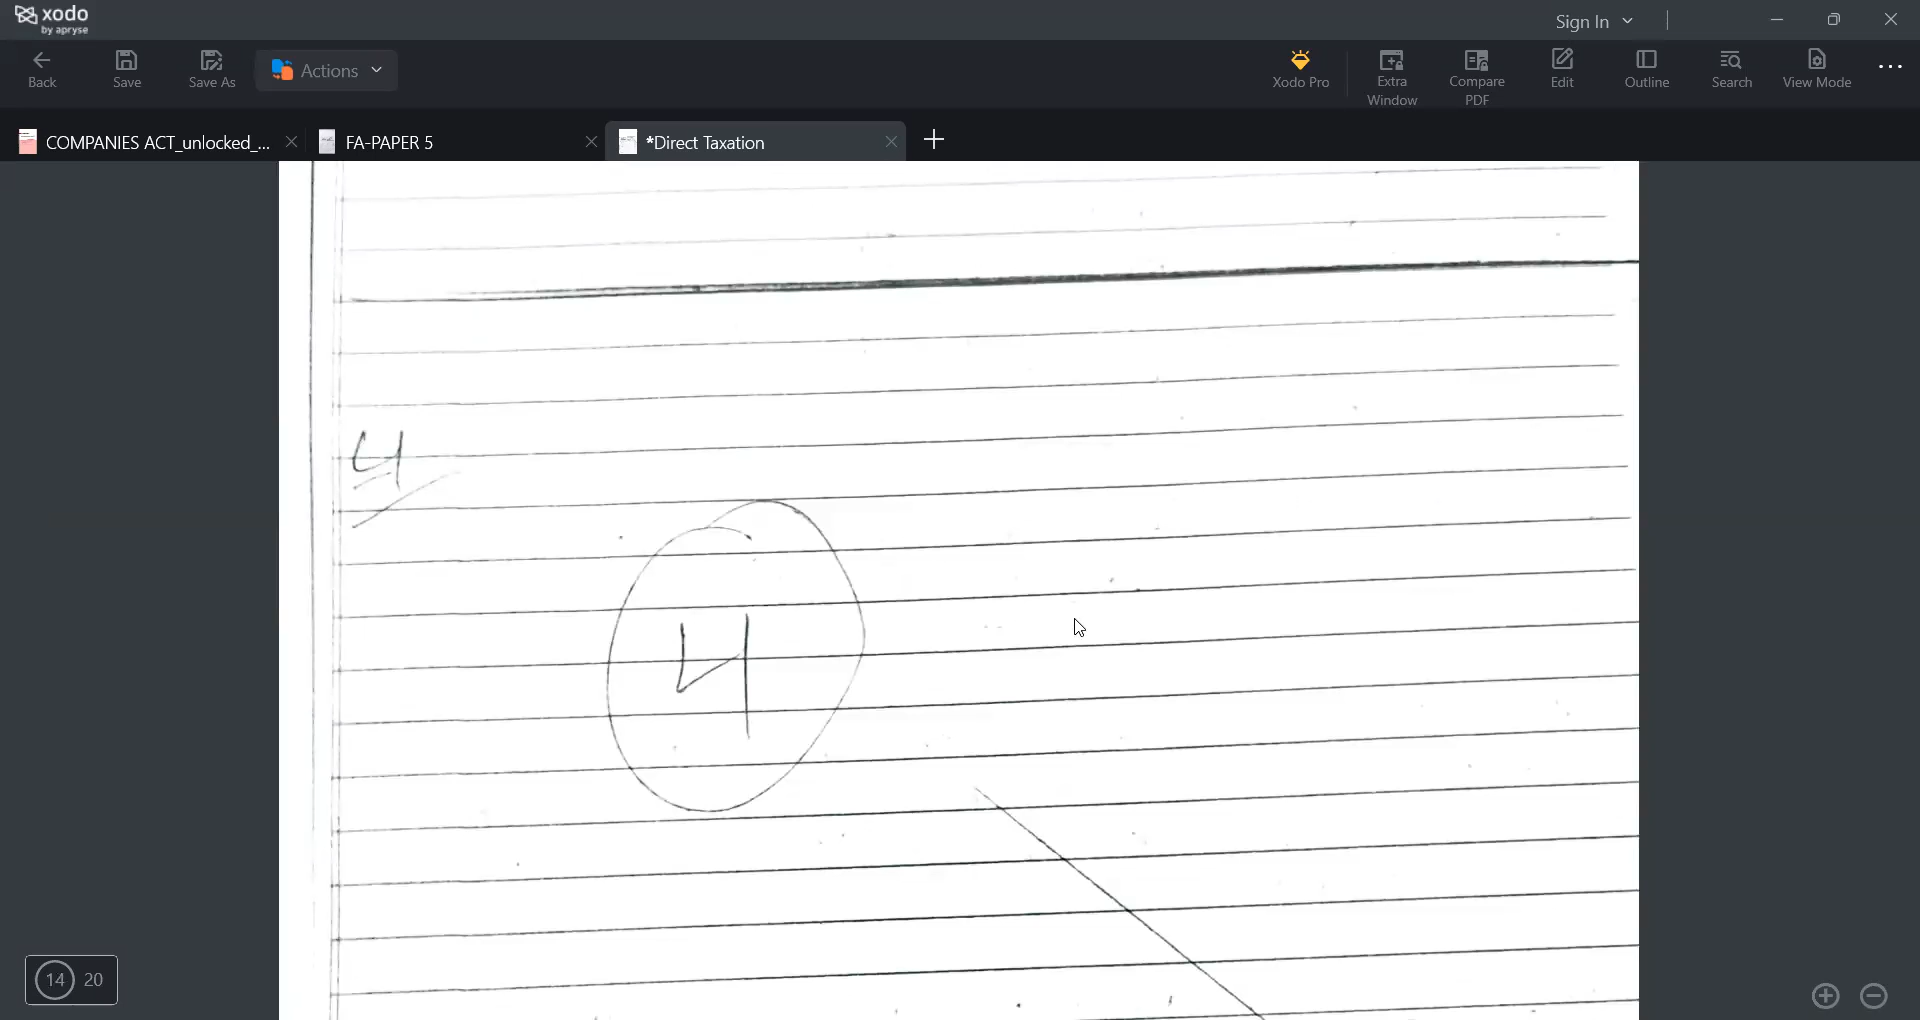 xodo
by apryse
Sign In
Back
Save
Save As
Actions
Xodo Pro
Extra
Window
Compare
PDF
Edit
Outline
Search
View Mode
COMPANIES ACT_unlocked_...
FA-PAPER 5
*Direct Taxation
4
4
14 20